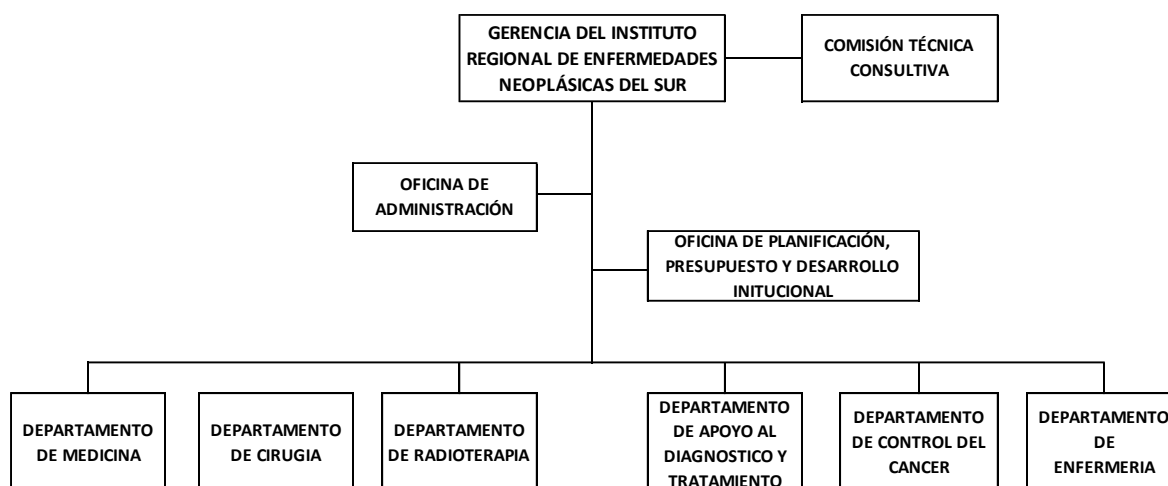 GERENCIA DEL INSTITUTO
REGIONAL DE ENFERMEDADES
NEOPLÁSICAS DEL SUR
COMISIÓN TÉCNICA
CONSULTIVA
OFICINA DE
ADMINISTRACIÓN
OFICINA DE PLANIFICACIÓN,
PRESUPUESTO Y DESARROLLO
INITUCIONAL
DEPARTAMENTO
DE MEDICINA
DEPARTAMENTO
DE CIRUGIA
DEPARTAMENTO
DE RADIOTERAPIA
DEPARTAMENTO
DE APOYO AL
DIAGNOSTICO Y
TRATAMIENTO
DEPARTAMENTO
DE CONTROL DEL
CANCER
DEPARTAMENTO
DE
ENFERMERIA